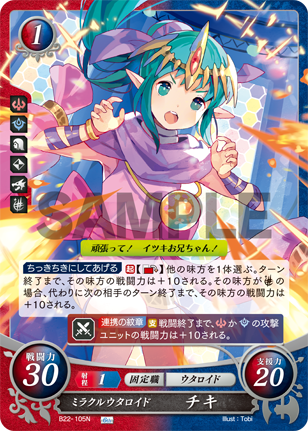 1
SAMPLE
頑張って! イツキお兄ちゃん!
ちっきちきにしてあげる 起【】他の味方を1体選ぶ。ターン
終了まで、その味方の戦闘力は+10される。その味方が
の場合、代わりに次の相手のターン終了まで、その味方の戦闘力は
+10される。
連携の紋章 支 戦闘終了まで、か の攻撃
ユニットの戦闘力は+10される。
戦闘力
30
射程 1 固定職 ウタロイド
支援力
20
ミラクルウタロイド チキ
B22-105N
Illust : Tobi